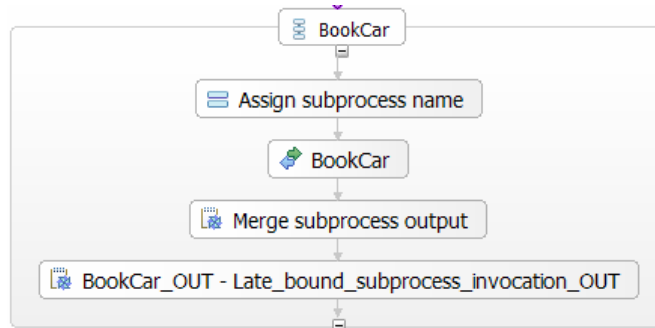 BookCar
Assign subprocess name
BookCar
Merge subprocess output
BookCar_OUT - Late_bound_subprocess_invocation_OUT